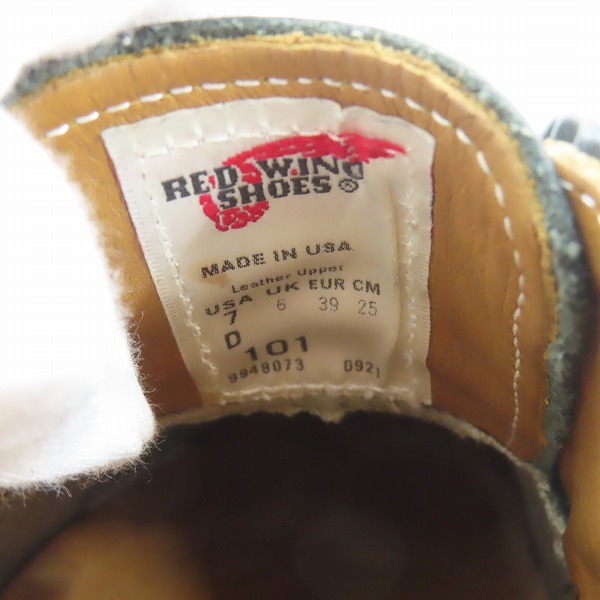 RED WING
SHOES®
MADE IN USA
Leather Upper
USA UK EUR CM
7 6 39 25
D
101
9948073 0921